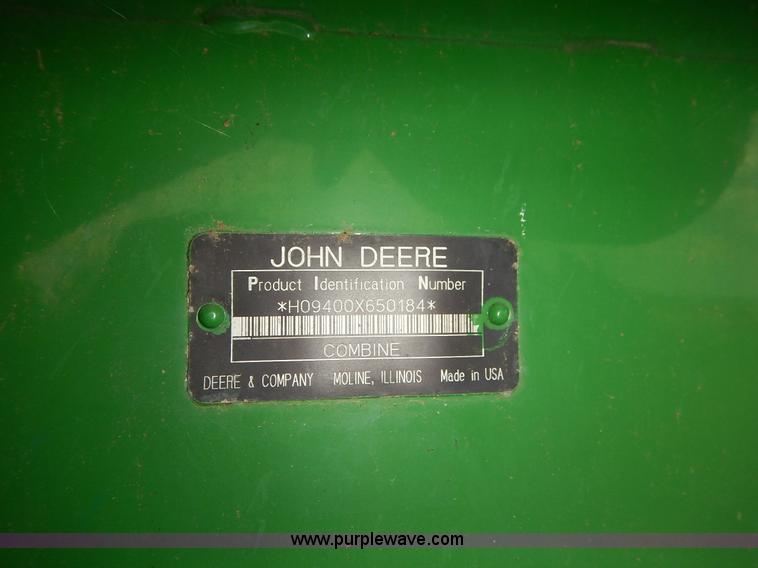 JOHN DEERE
Product Identification Number
*H09400X650184*
COMBINE
DEERE & COMPANY MOLINE, ILLINOIS Made in USA
www.purplewave.com